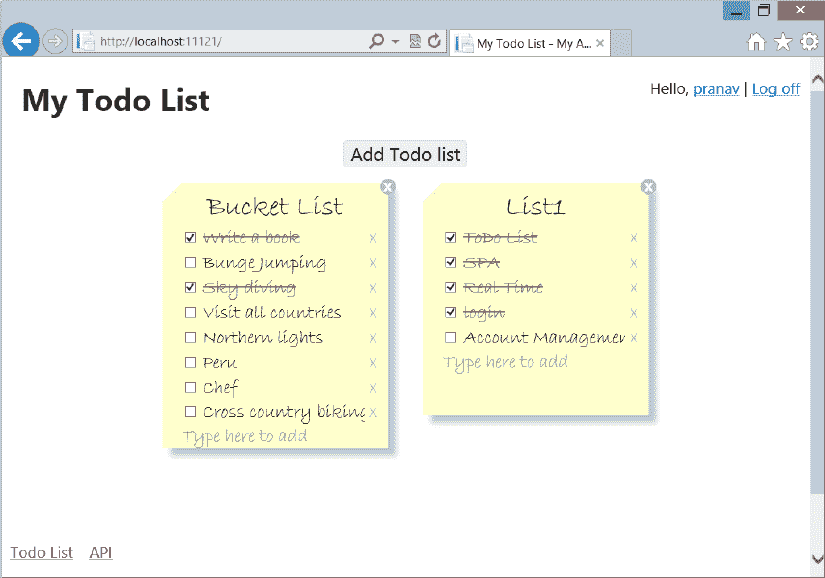 http://localhost:11121/
My Todo List - My A...
Hello, pranav | Log off
My Todo List
Add Todo list
Bucket List
Write a book
Bunge Jumping
Sky diving
Visit all countries
Northern lights
Peru
Chef
Cross country biking
Type here to add
List1
ToDo List
SPA
Real Time
login
Account Managemen
Type here to add
Todo List API